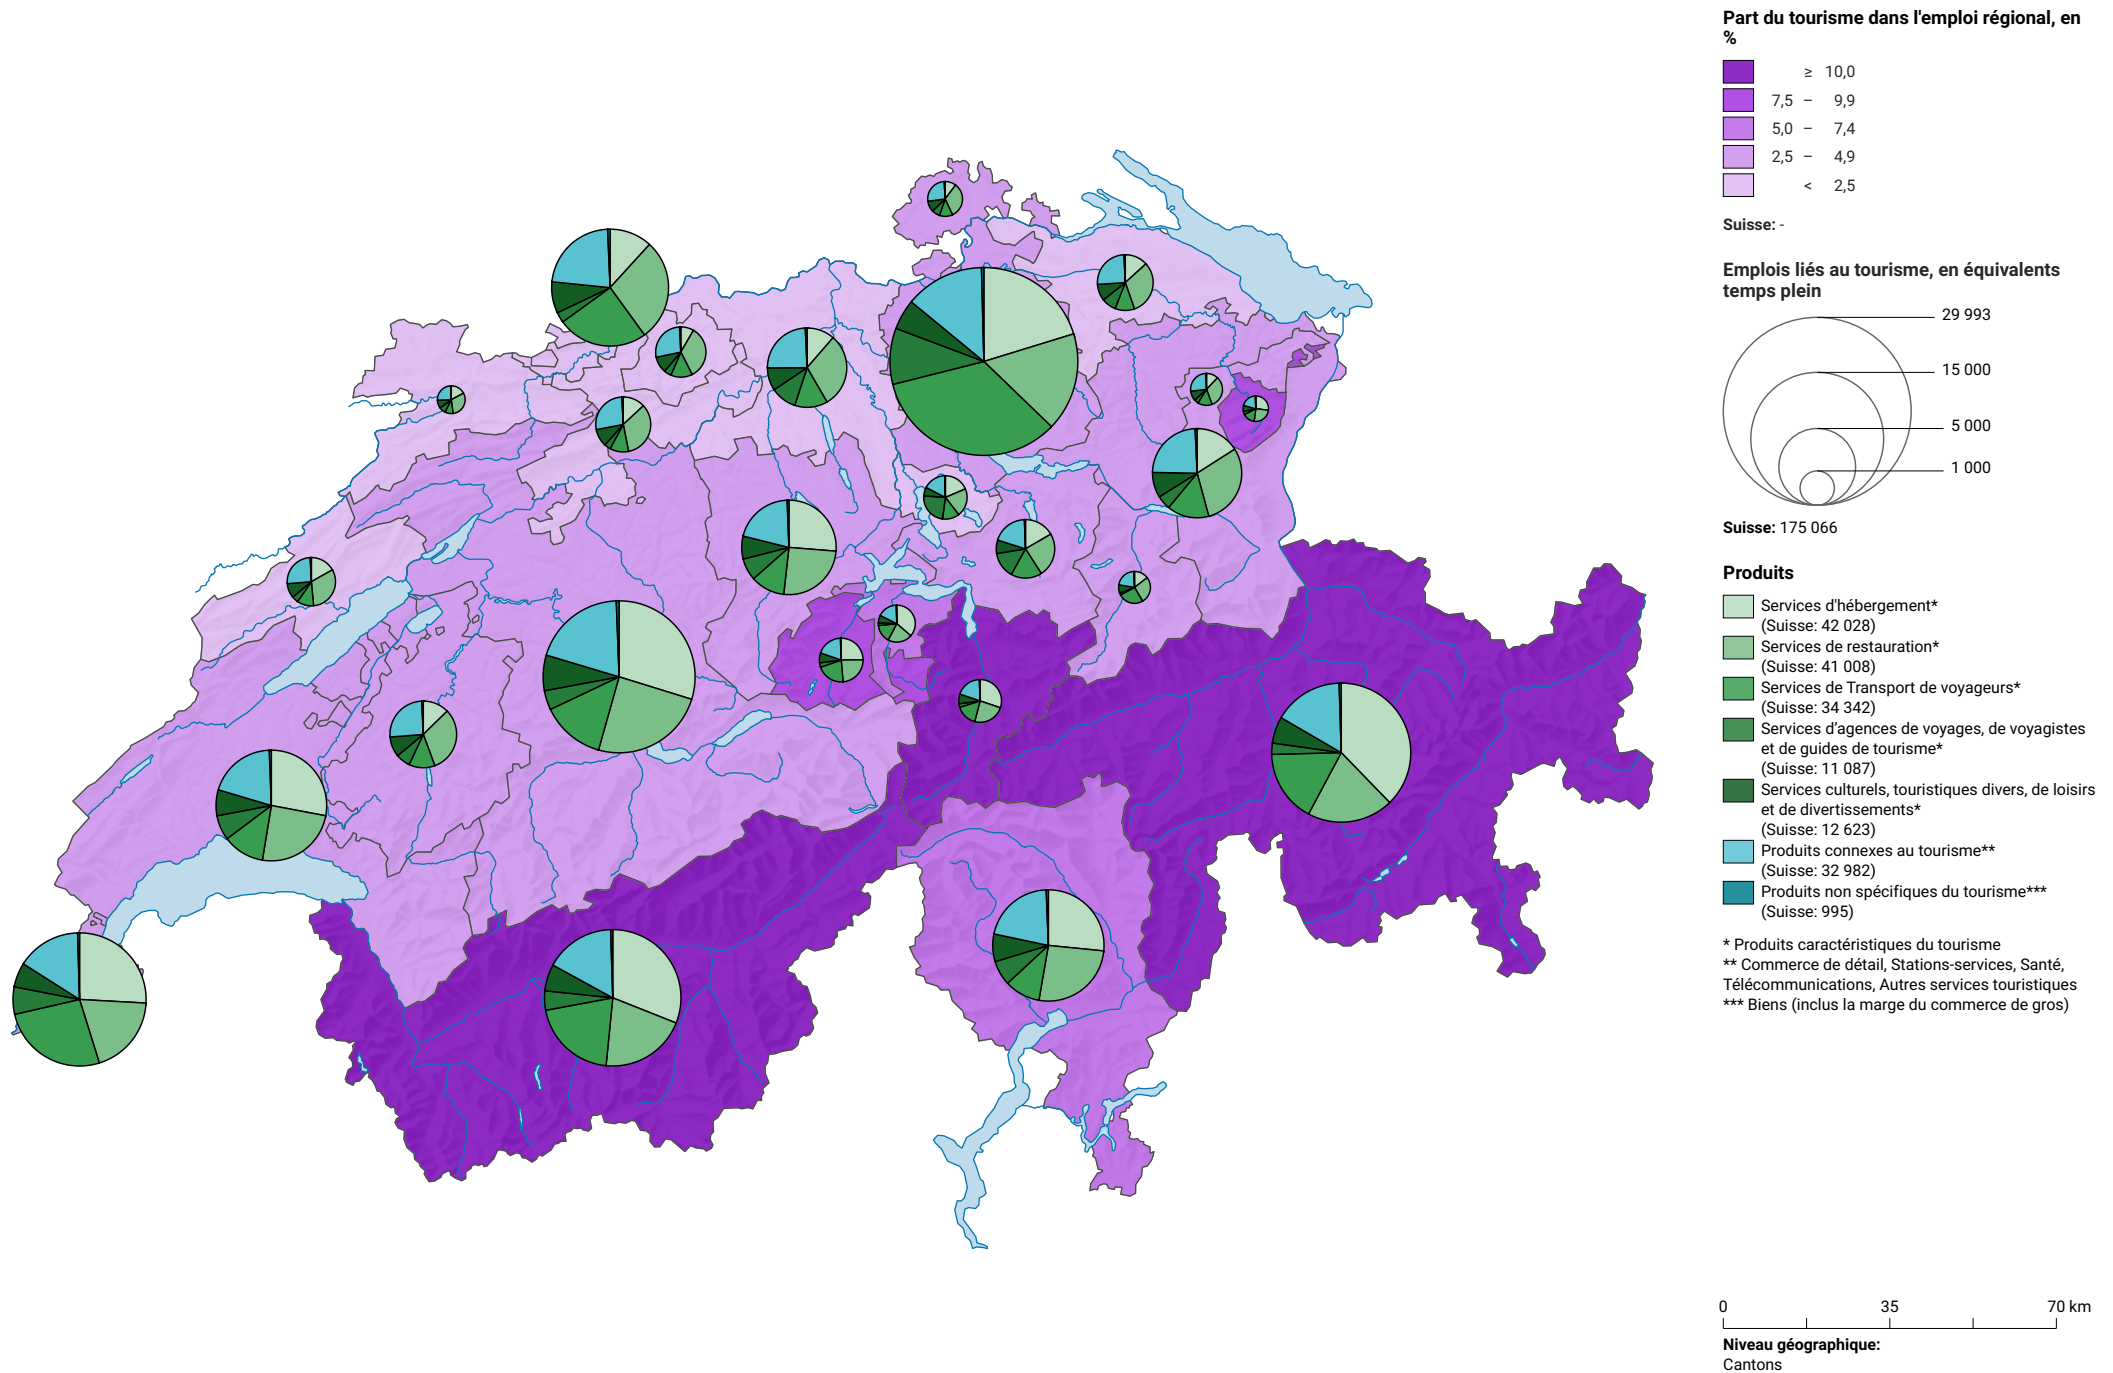 Part du tourisme dans l'emploi régional, en
%
≥ 10,0
7,5 – 9,9
5,0 – 7,4
2,5 – 4,9
< 2,5
Suisse: -
Emplois liés au tourisme, en équivalents
temps plein
29 993
15 000
5 000
1 000
Suisse: 175 066
Produits
Services d'hébergement*
(Suisse: 42 028)
Services de restauration*
(Suisse: 41 008)
Services de Transport de voyageurs*
(Suisse: 34 342)
Services d’agences de voyages, de voyagistes
et de guides de tourisme*
(Suisse: 11 087)
Services culturels, touristiques divers, de loisirs
et de divertissements*
(Suisse: 12 623)
Produits connexes au tourisme**
(Suisse: 32 982)
Produits non spécifiques du tourisme***
(Suisse: 995)
* Produits caractéristiques du tourisme
** Commerce de détail, Stations-services, Santé,
Télécommunications, Autres services touristiques
*** Biens (inclus la marge du commerce de gros)
0 35 70 km
Niveau géographique:
Cantons